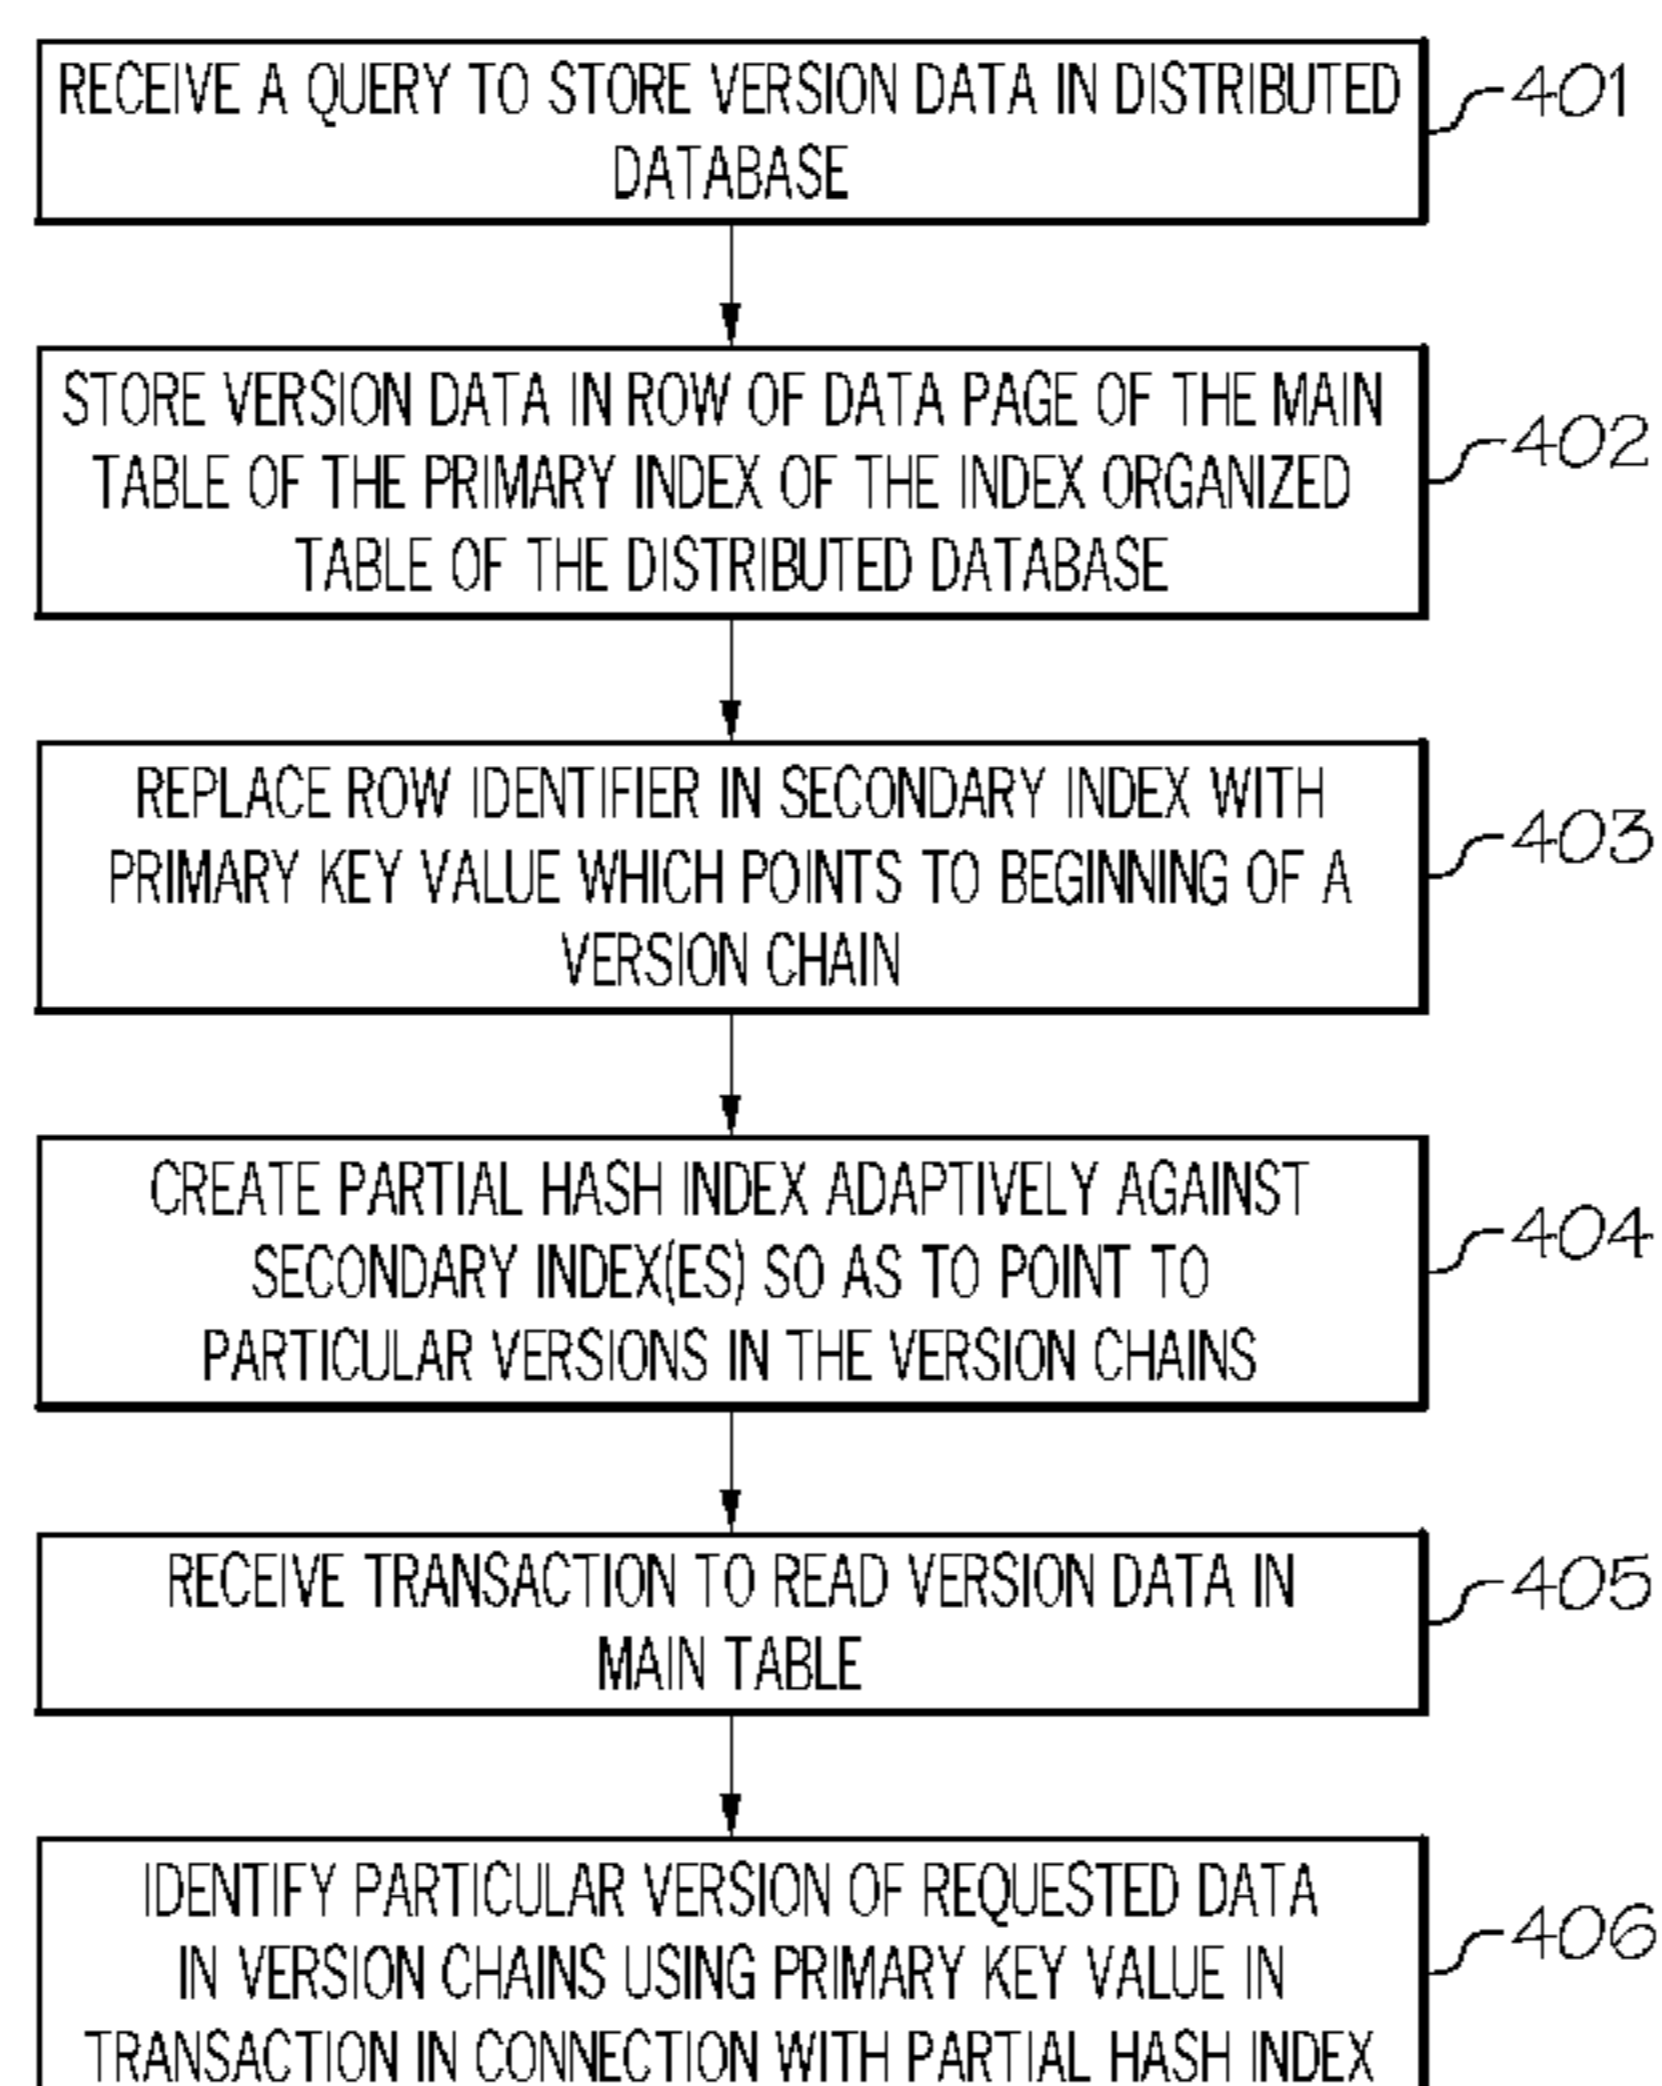 RECEIVE A QUERY TO STORE VERSION DATA IN DISTRIBUTED
DATABASE
401
STORE VERSION DATA IN ROW OF DATA PAGE OF THE MAIN
TABLE OF THE PRIMARY INDEX OF THE INDEX ORGANIZED
TABLE OF THE DISTRIBUTED DATABASE
402
REPLACE ROW IDENTIFIER IN SECONDARY INDEX WITH
PRIMARY KEY VALUE WHICH POINTS TO BEGINNING OF A
VERSION CHAIN
403
CREATE PARTIAL HASH INDEX ADAPTIVELY AGAINST
SECONDARY INDEX(ES) SO AS TO POINT TO
PARTICULAR VERSIONS IN THE VERSION CHAINS
404
RECEIVE TRANSACTION TO READ VERSION DATA IN
MAIN TABLE
405
IDENTIFY PARTICULAR VERSION OF REQUESTED DATA
IN VERSION CHAINS USING PRIMARY KEY VALUE IN
TRANSACTION IN CONNECTION WITH PARTIAL HASH INDEX
406